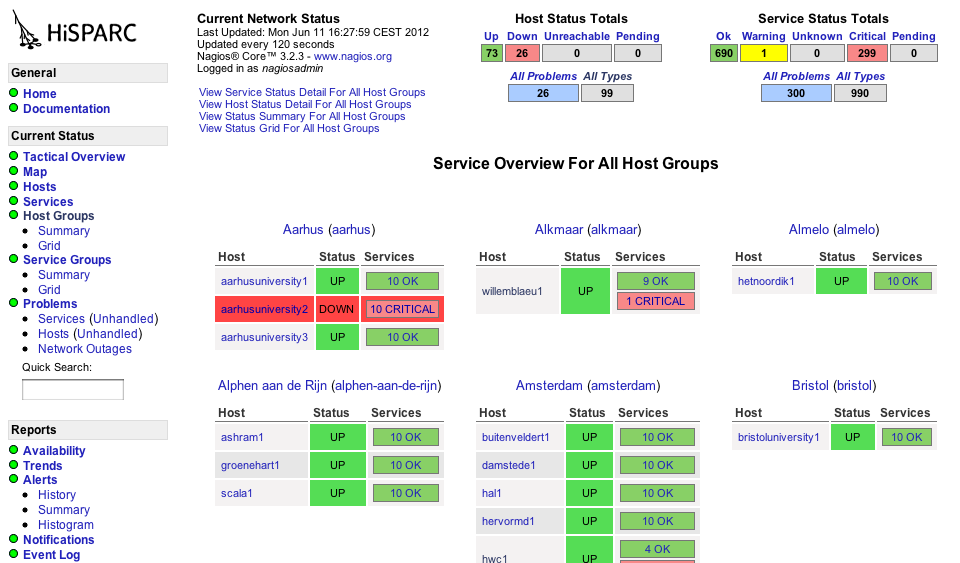 HiSPARC
General
Home
Documentation
Current Status
Tactical Overview
Map
Hosts
Services
Host Groups
Summary
Grid
Service Groups
Summary
Grid
Problems
Services (Unhandled)
Hosts (Unhandled)
Network Outages
Quick Search:
Reports
Availability
Trends
Alerts
History
Summary
Histogram
Notifications
Event Log
Current Network Status
Last Updated: Mon Jun 11 16:27:59 CEST 2012
Updated every 120 seconds
Nagios® Core™ 3.2.3 - www.nagios.org
Logged in as nagiosadmin
View Service Status Detail For All Host Groups
View Host Status Detail For All Host Groups
View Status Summary For All Host Groups
View Status Grid For All Host Groups
Host Status Totals
Up Down Unreachable Pending
73 26 0 0
All Problems All Types
26 99
Service Status Totals
Ok Warning Unknown Critical Pending
690 1 0 299 0
All Problems All Types
300 990
Service Overview For All Host Groups
Aarhus (aarhus)
Host Status Services
aarhusuniversity1 UP 10 OK
aarhusuniversity2 DOWN 10 CRITICAL
aarhusuniversity3 UP 10 OK
Alkmaar (alkmaar)
Host Status Services
willemblaeu1 UP 9 OK
1 CRITICAL
Almelo (almelo)
Host Status Services
hetnoordik1 UP 10 OK
Alphen aan de Rijn (alphen-aan-de-rijn)
Host Status Services
ashram1 UP 10 OK
groenehart1 UP 10 OK
scala1 UP 10 OK
Amsterdam (amsterdam)
Host Status Services
buitenveldert1 UP 10 OK
damstede1 UP 10 OK
hal1 UP 10 OK
hervormd1 UP 10 OK
hwc1 UP 4 OK
Bristol (bristol)
Host Status Services
bristoluniversity1 UP 10 OK